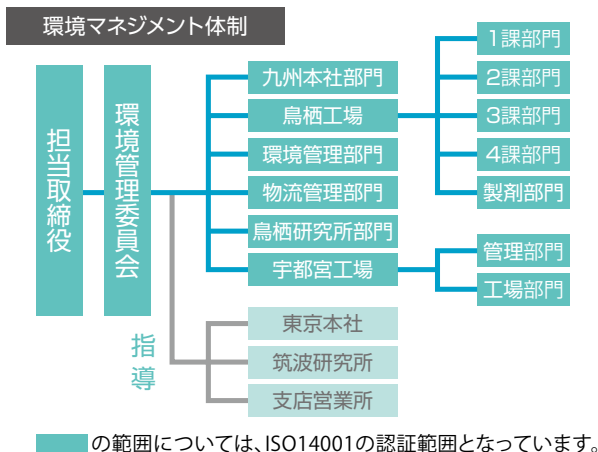 環境マネジメント体制
担当取締役
環境管理委員会
指導
九州本社部門
鳥栖工場
環境管理部門
物流管理部門
鳥栖研究所部門
宇都宮工場
東京本社
筑波研究所
支店営業所
1課部門
2課部門
3課部門
4課部門
製剤部門
管理部門
工場部門
の範囲については、ISO14001の認証範囲となっています。